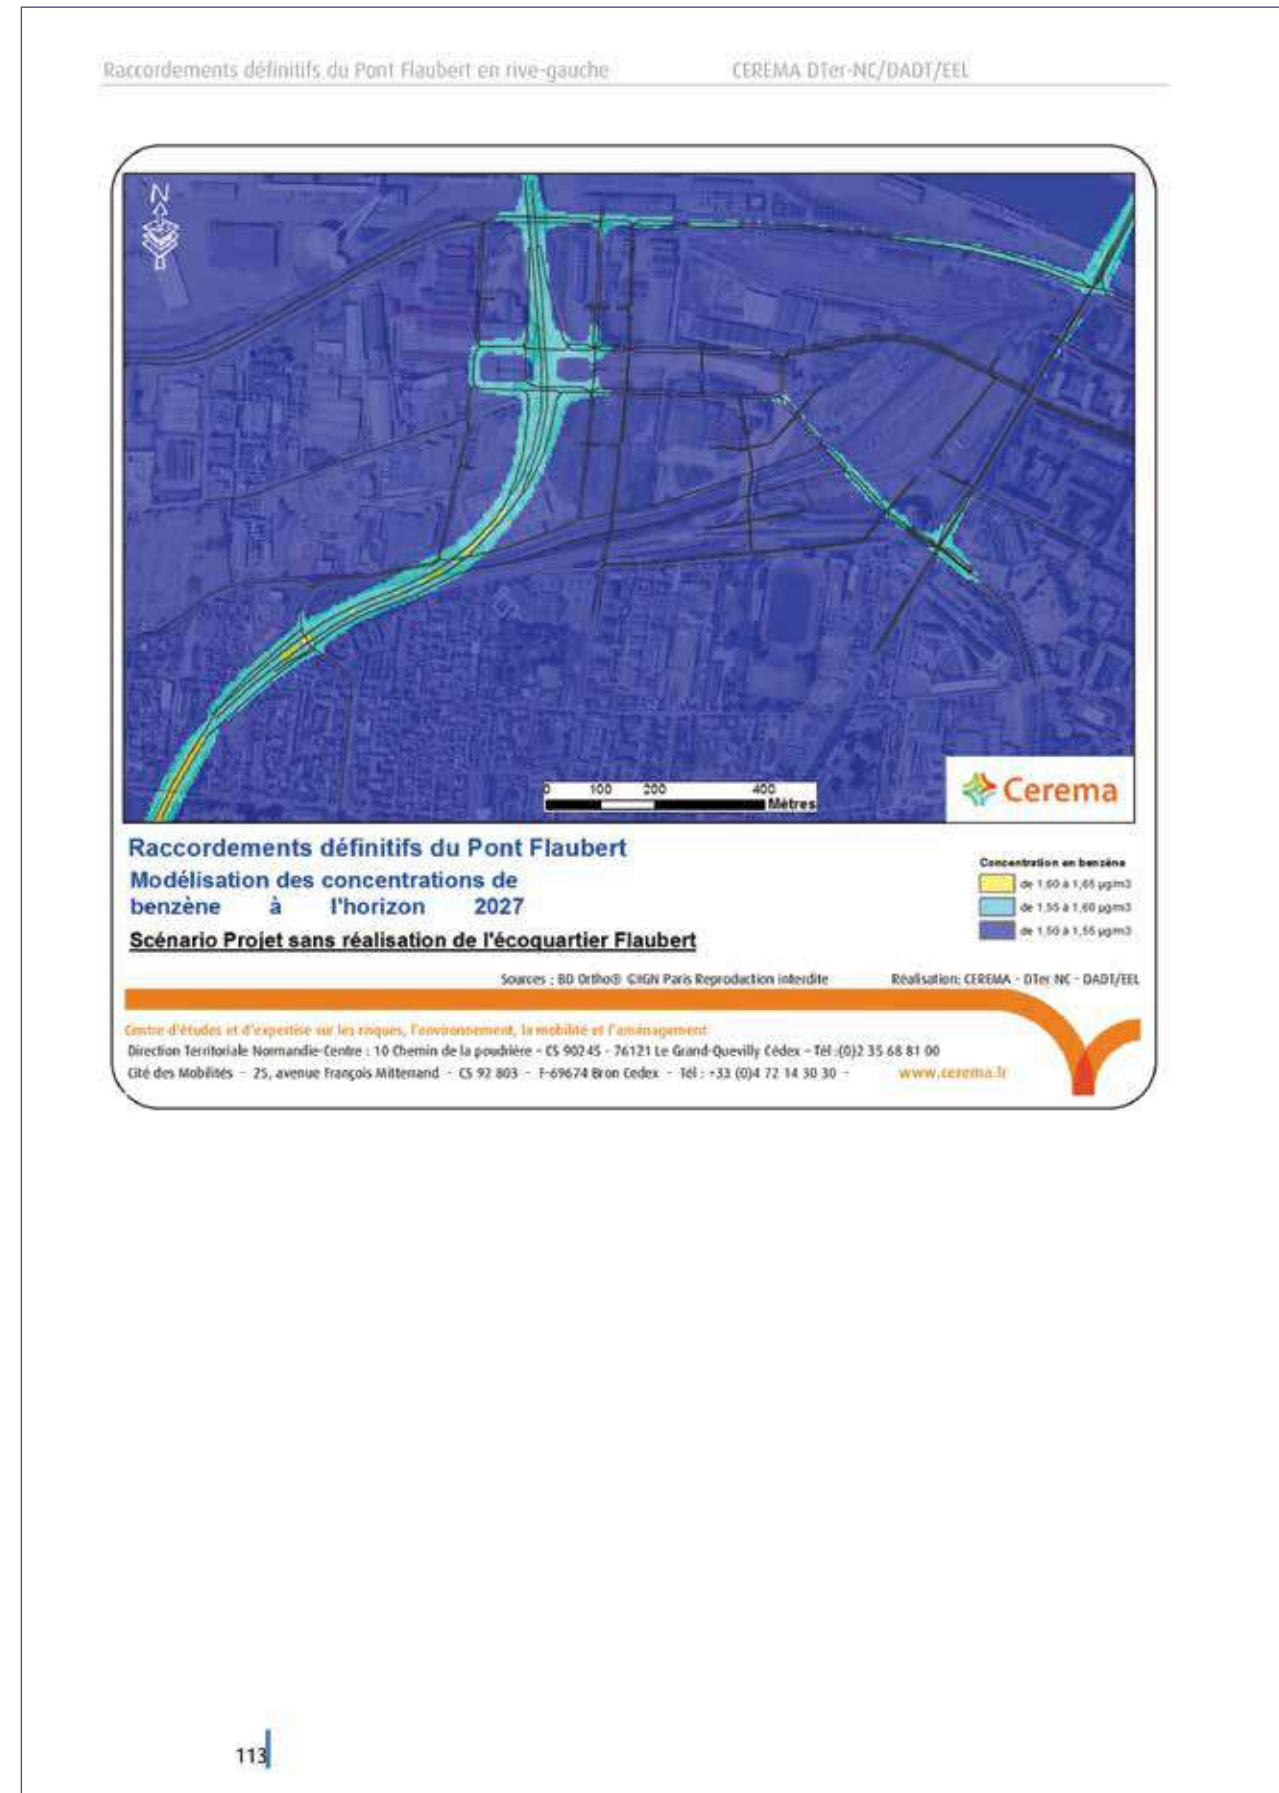 Raccordements définitifs du Pont Flaubert en rive-gauche CEREMA DTer-NC/DADT/EEL
N
0 100 200 400
Mètres
Cerema
Raccordements définitifs du Pont Flaubert
Modélisation des concentrations de
benzène à l'horizon 2027
Scénario Projet sans réalisation de l'écoquartier Flaubert
Concentration en benzène
de 1,60 à 1,65 µg/m3
de 1,55 à 1,60 µg/m3
de 1,50 à 1,55 µg/m3
Sources : BD Ortho® ©IGN Paris Reproduction interdite Réalisation: CEREMA - DTer NC - DADT/EEL
Centre d'études et d'expertise sur les risques, l'environnement, la mobilité et l'aménagement
Direction Territoriale Normandie-Centre : 10 Chemin de la poudrière - CS 90245 - 76121 Le Grand-Quevilly Cédex - Tél :(0)2 35 68 81 00
Cité des Mobilités - 25, avenue François Mitterrand - CS 92 803 - F-69674 Bron Cedex - Tél : +33 (0)4 72 14 30 30 - www.cerema.fr
113